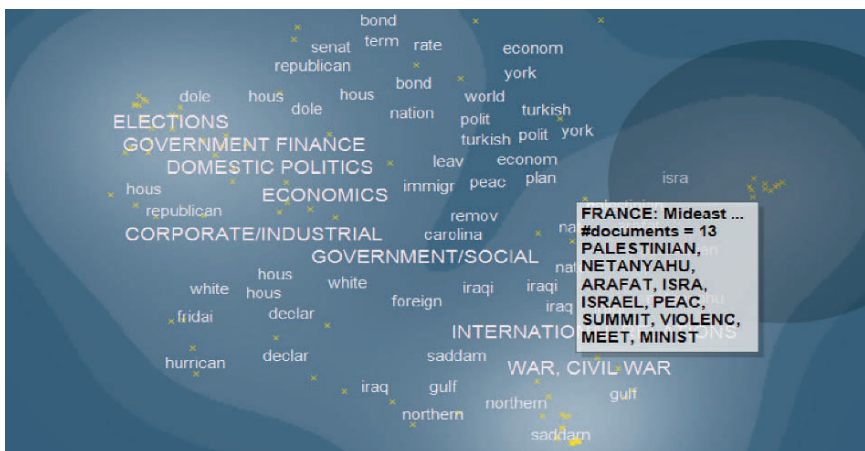 bond
senat term rate
econom
republican
bond york
dole hous hous world
dole nation turkish
ELECTIONS polit
turkish polit york
GOVERNMENT FINANCE
leav econom
DOMESTIC POLITICS
immigr peac plan isra
hous ECONOMICS
republican remov
CORPORATE/INDUSTRIAL carolina
GOVERNMENT/SOCIAL
FRANCE: Mideast ...
#documents = 13
PALESTINIAN,
NETANYAHU,
ARAFAT, ISRA,
ISRAEL, PEAC,
SUMMIT, VIOLENC,
MEET, MINIST
hous
white hous white iraqi iraqi
foreign iraq
fridai declar
INTERNATIONAL RELATIONS
hurrican declar saddam
WAR, CIVIL WAR
iraq gulf gulf
northern northern
saddam